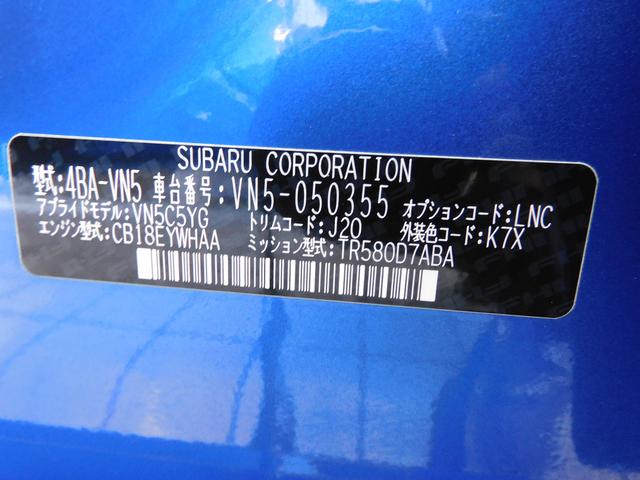 SUBARU CORPORATION
型式:4BA-VN5 車台番号:VN5-050355 オプションコード:LNC
アプライドモデル:VN5C5YG トリムコード:J20 外装色コード:K7X
エンジン型式:CB18EYWHAA ミッション型式:TR580D7ABA